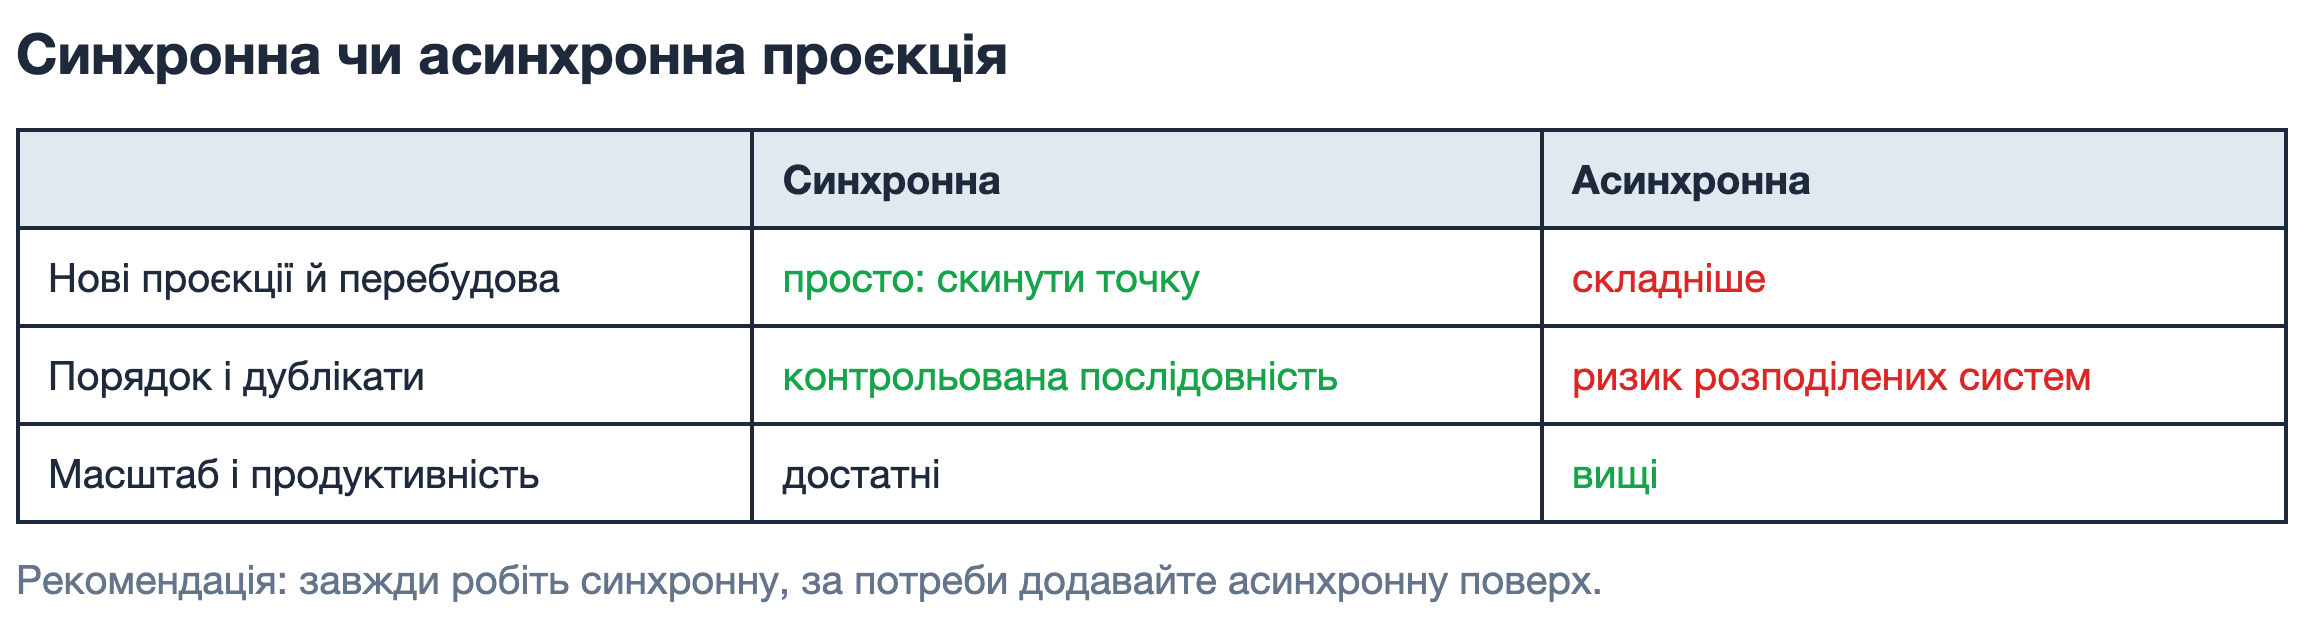 Синхронна чи асинхронна проєкція
Синхронна Асинхронна
Нові проєкції й перебудова просто: скинути точку складніше
Порядок і дублікати контрольована послідовність ризик розподілених систем
Масштаб і продуктивність достатні вищі
Рекомендація: завжди робіть синхронну, за потреби додавайте асинхронну поверх.